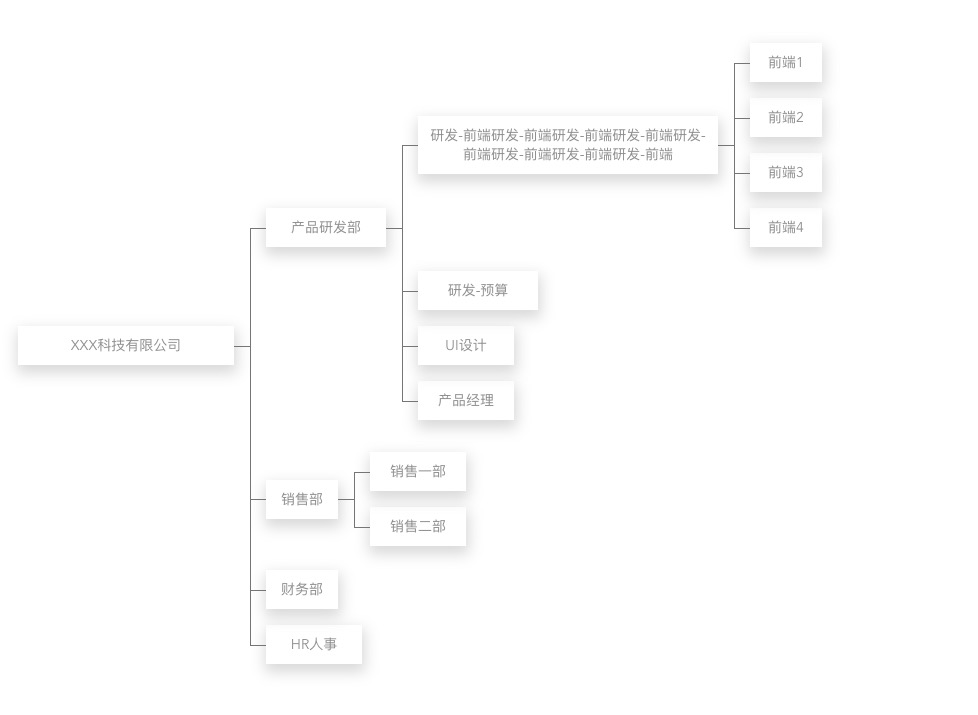 前端1
前端2
研发-前端研发-前端研发-前端研发-前端研发-
前端研发-前端研发-前端研发-前端
前端3
前端4
产品研发部
研发-预算
XXX科技有限公司
UI设计
产品经理
销售一部
销售部
销售二部
财务部
HR人事